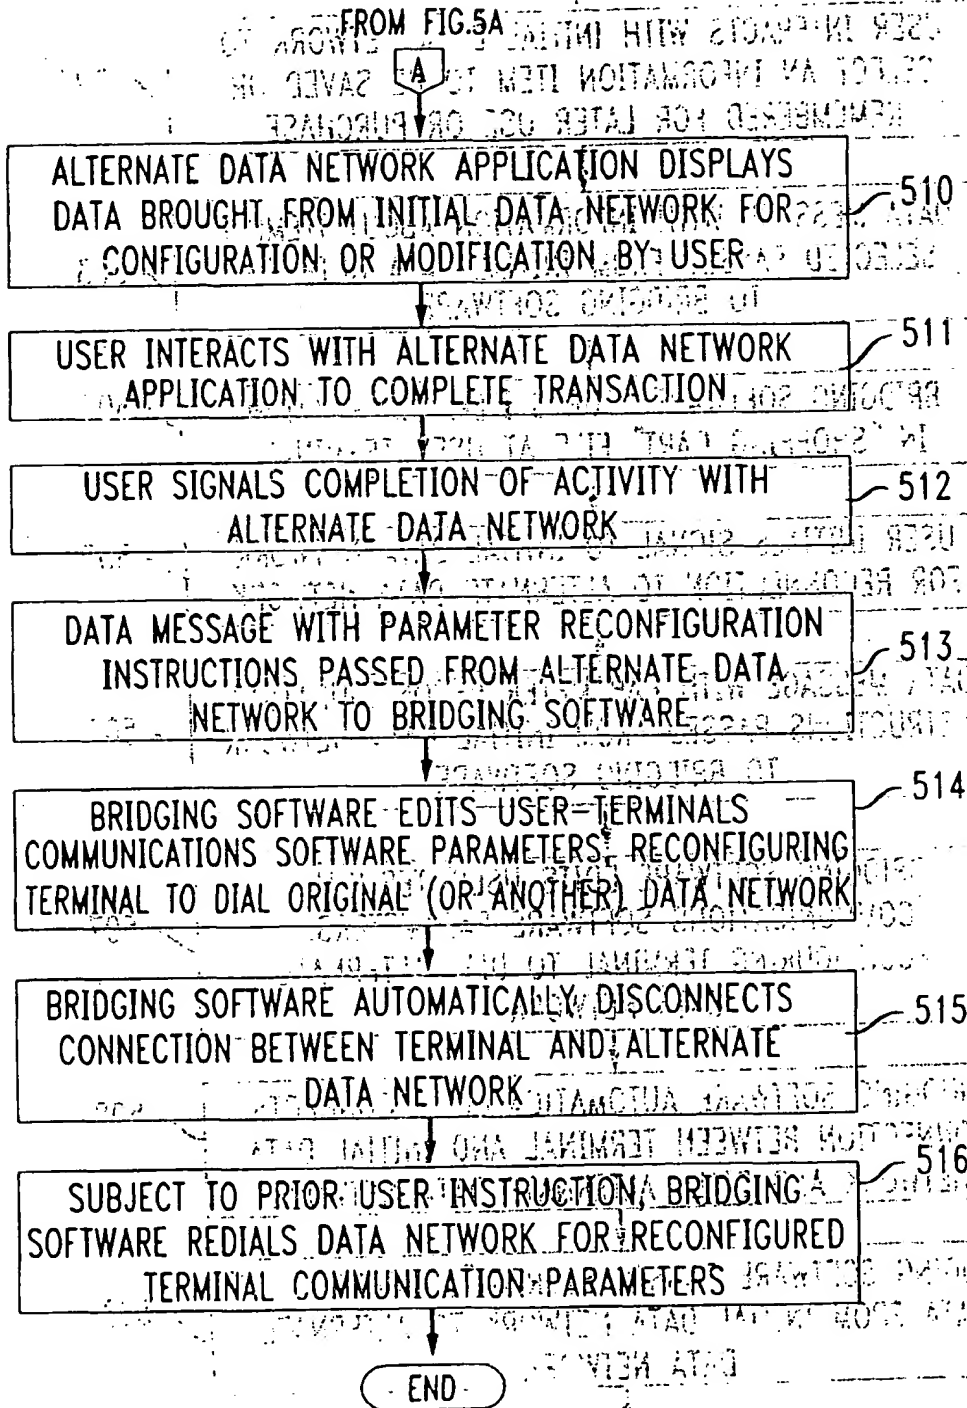 FROM FIG.5A
A
ALTERNATE DATA NETWORK APPLICATION DISPLAYS
DATA BROUGHT FROM INITIAL DATA NETWORK FOR
CONFIGURATION OR MODIFICATION BY USER
510
USER INTERACTS WITH ALTERNATE DATA NETWORK
APPLICATION TO COMPLETE TRANSACTION
511
USER SIGNALS COMPLETION OF ACTIVITY WITH
ALTERNATE DATA NETWORK
512
DATA MESSAGE WITH PARAMETER RECONFIGURATION
INSTRUCTIONS PASSED FROM ALTERNATE DATA
NETWORK TO BRIDGING SOFTWARE
513
BRIDGING SOFTWARE EDITS USER-TERMINALS
COMMUNICATIONS SOFTWARE PARAMETERS, RECONFIGURING
TERMINAL TO DIAL ORIGINAL (OR ANOTHER) DATA NETWORK
514
BRIDGING SOFTWARE AUTOMATICALLY DISCONNECTS
CONNECTION BETWEEN TERMINAL AND ALTERNATE
DATA NETWORK
515
SUBJECT TO PRIOR USER INSTRUCTION, BRIDGING
SOFTWARE REDIALS DATA NETWORK FOR RECONFIGURED
TERMINAL COMMUNICATION PARAMETERS
516
END